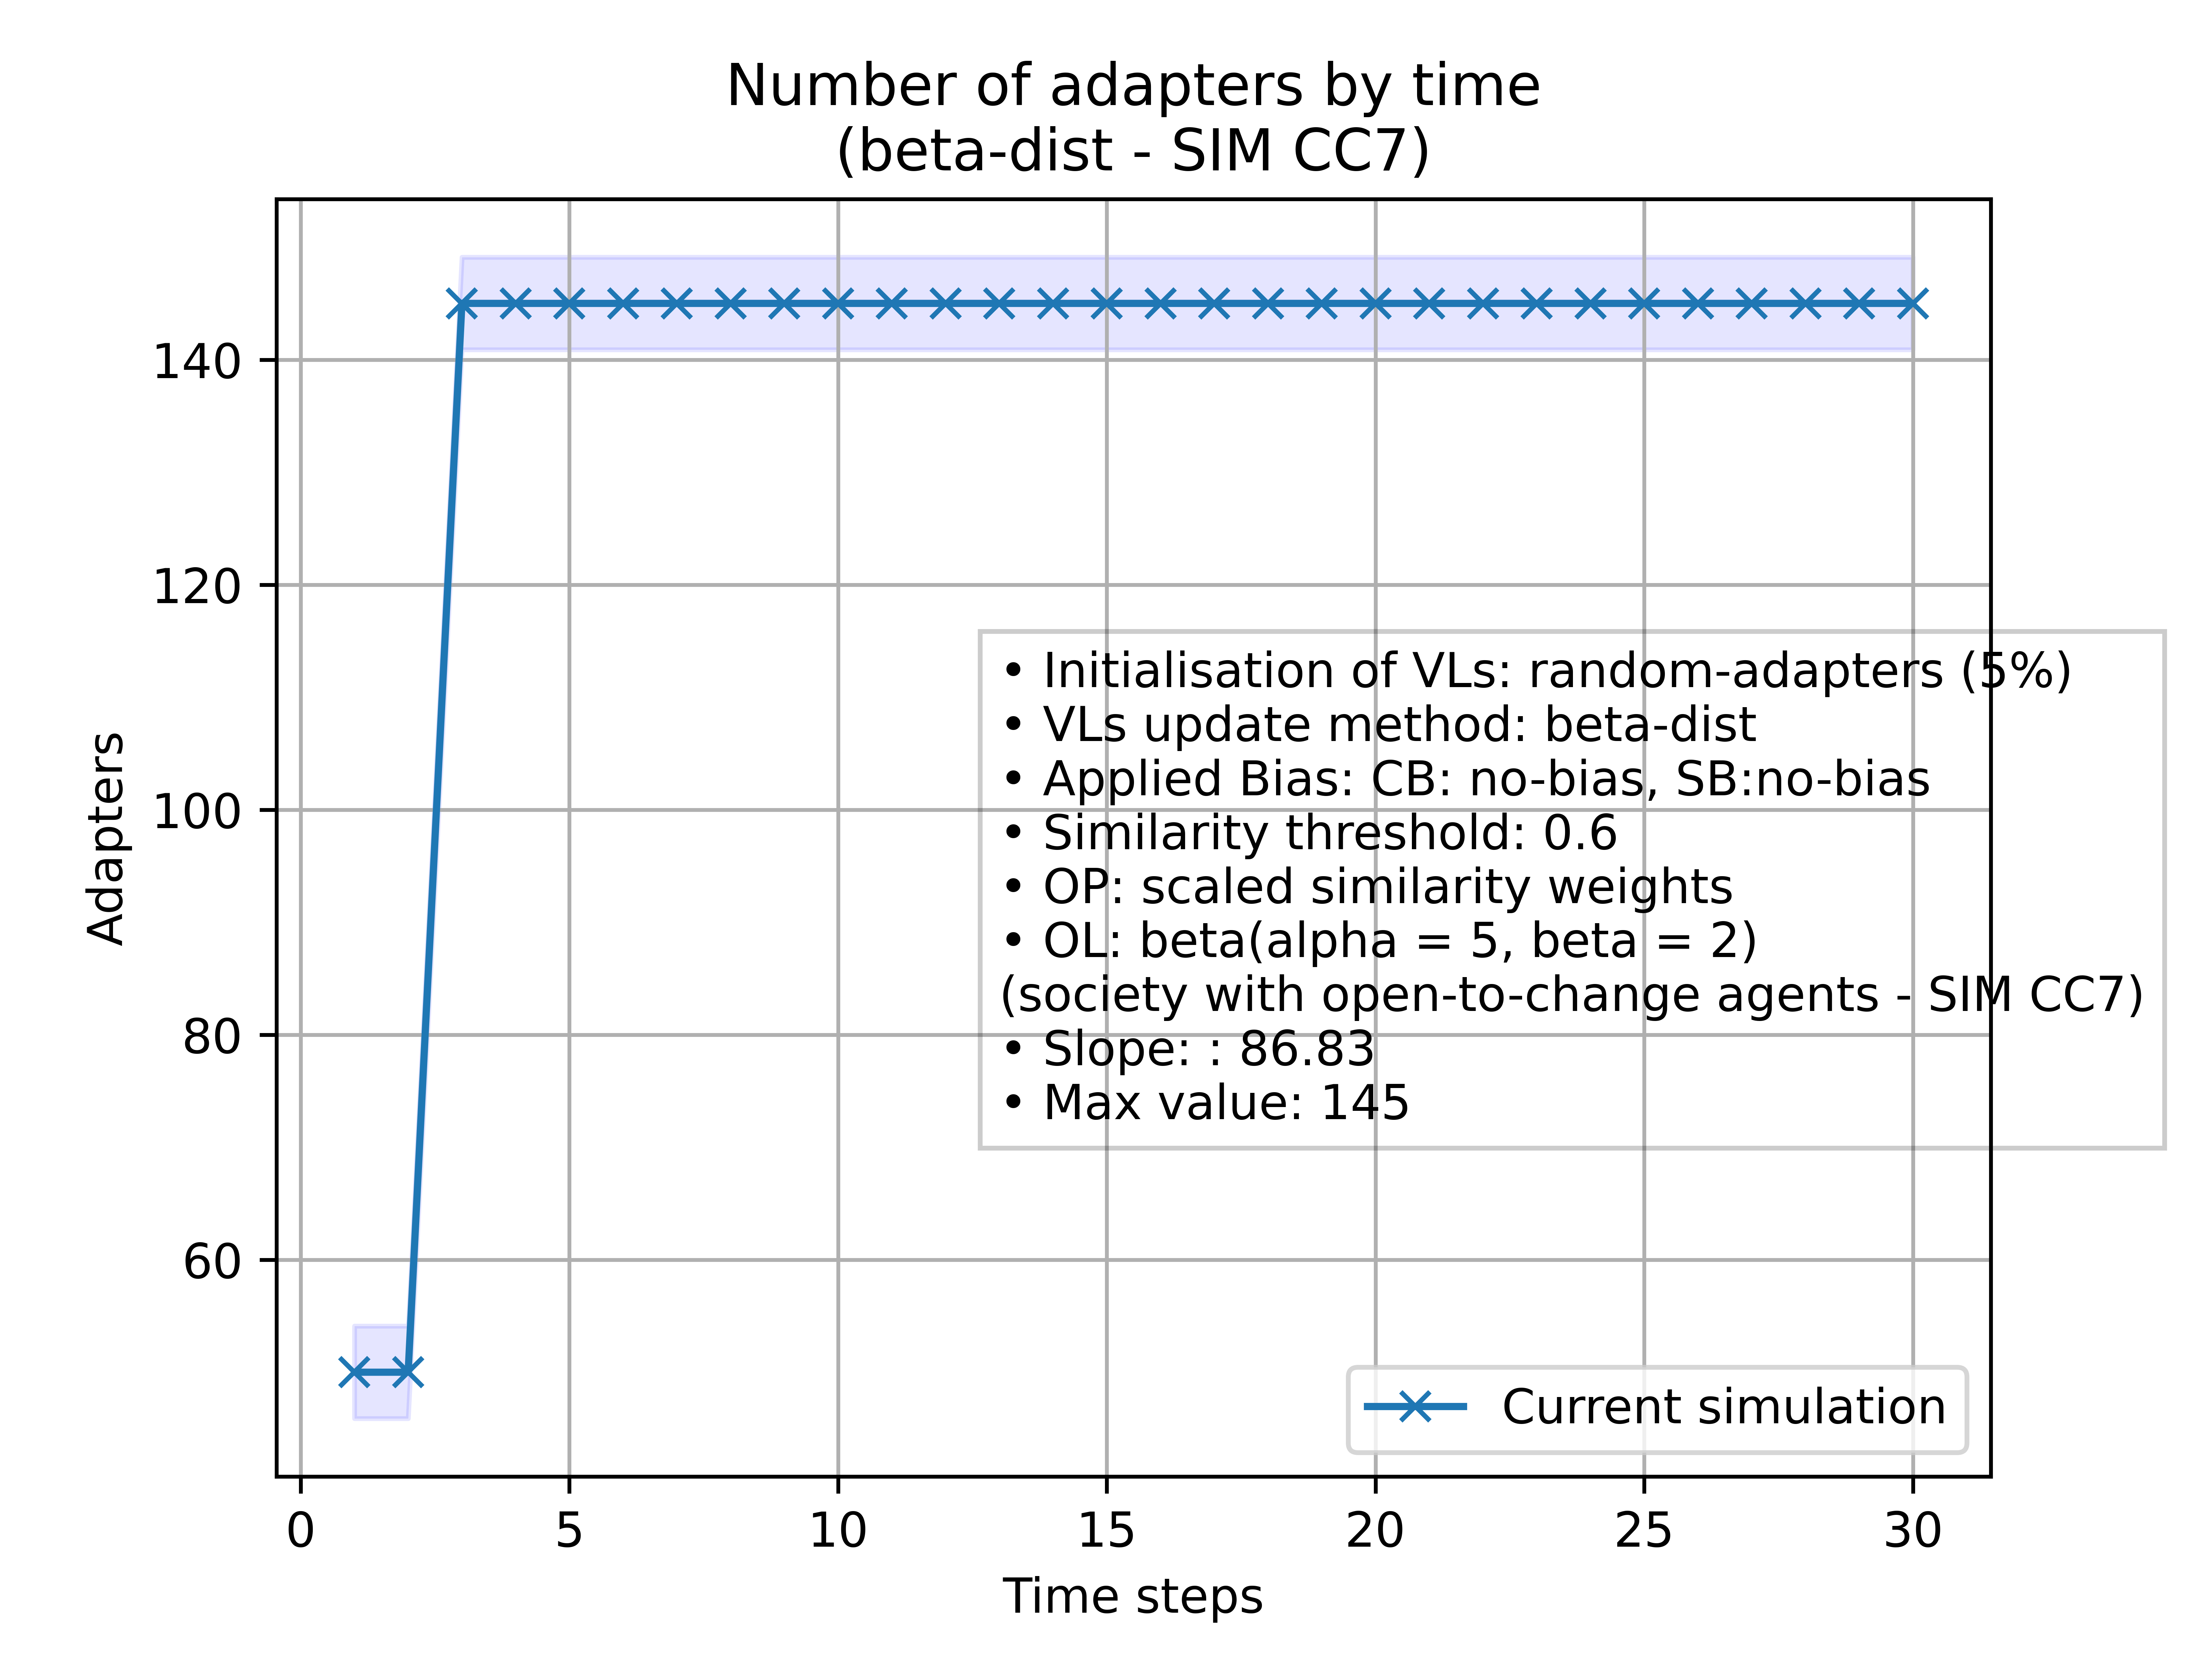 Number of adapters by time
(beta-dist - SIM CC7)
140
120
100
80
60
Adapters
• Initialisation of VLs: random-adapters (5%)
• VLs update method: beta-dist
• Applied Bias: CB: no-bias, SB:no-bias
• Similarity threshold: 0.6
• OP: scaled similarity weights
• OL: beta(alpha = 5, beta = 2)
(society with open-to-change agents - SIM CC7)
• Slope: : 86.83
• Max value: 145
Current simulation
0 5 10 15 20 25 30
Time steps